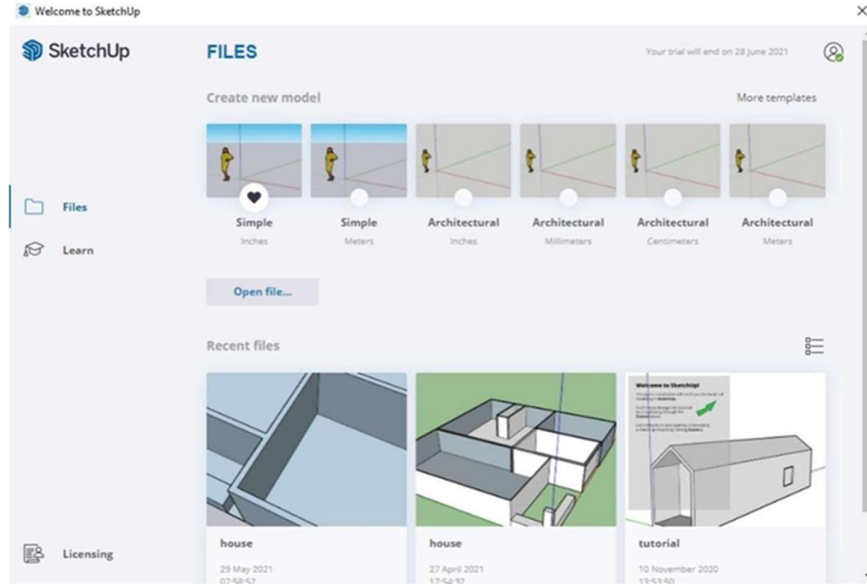 Welcome to SketchUp
SketchUp
FILES
Your trial will end on 28 June 2021
Create new model
More templates
Simple
Inches
Simple
Meters
Architectural
Inches
Architectural
Millimeters
Architectural
Centimeters
Architectural
Meters
Files
Learn
Open file...
Recent files
Welcome to SketchUp!
house
29 May 2021
house
27 April 2021
tutorial
10 November 2020
Licensing